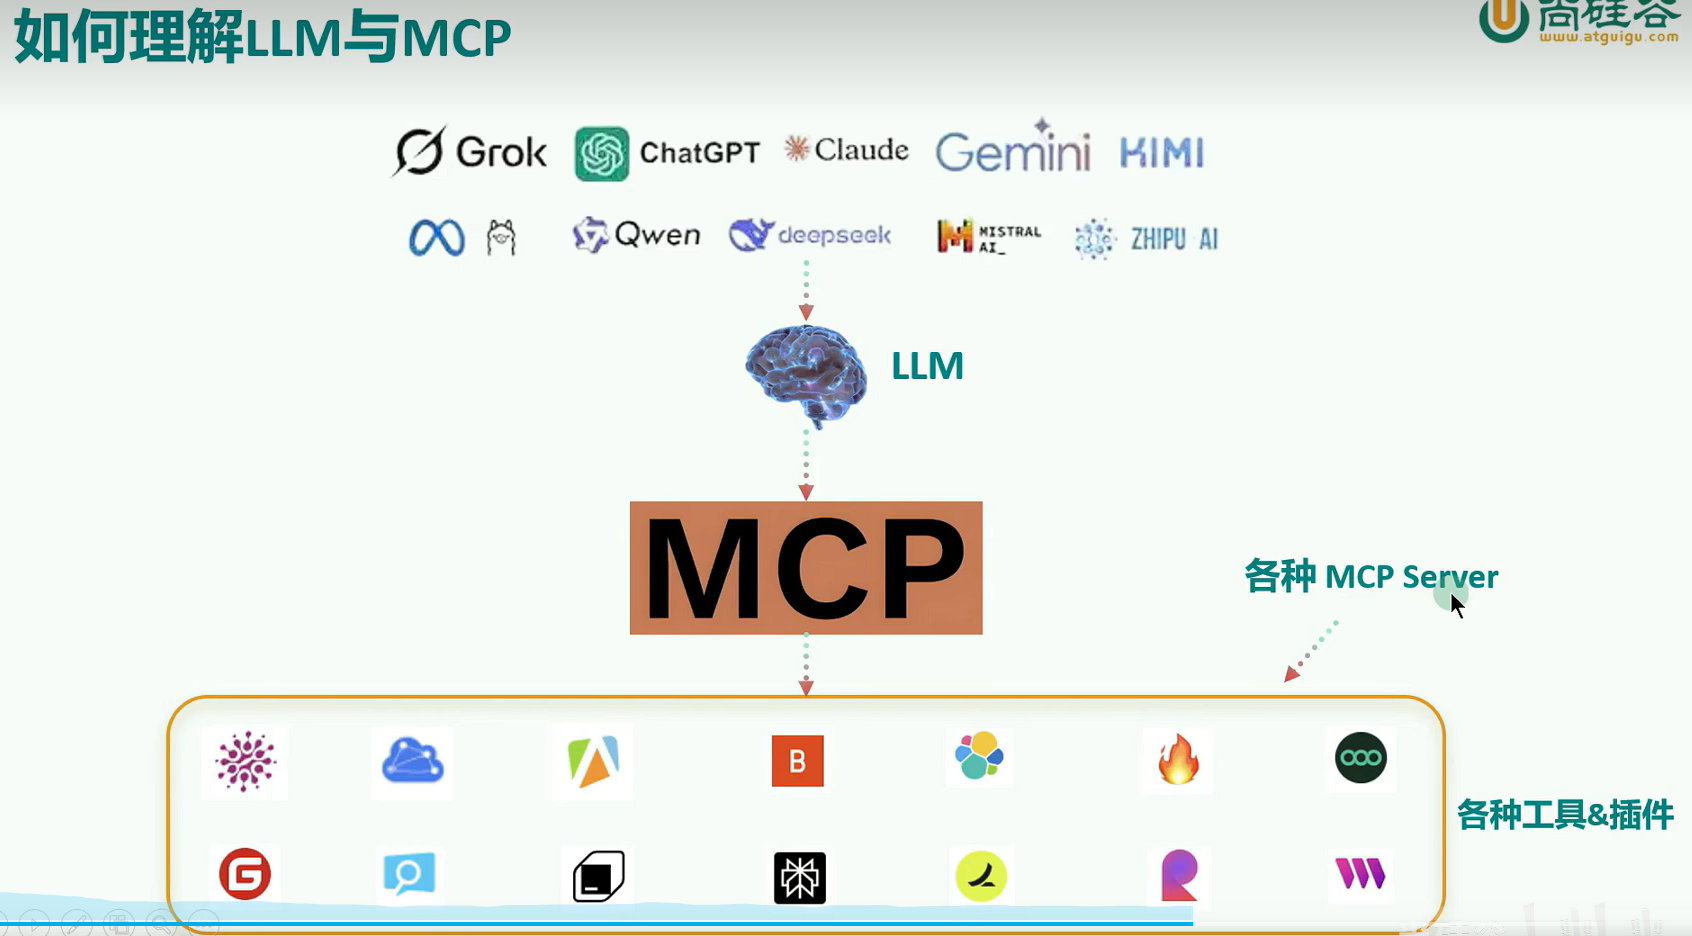 如何理解LLM与MCP
尚硅谷
www.atguigu.com
Grok
ChatGPT
Claude
Gemini
KIMI
Qwen
deepseek
MISTRAL
AI_
ZHIPU AI
LLM
MCP
各种 MCP Server
B
各种工具&插件